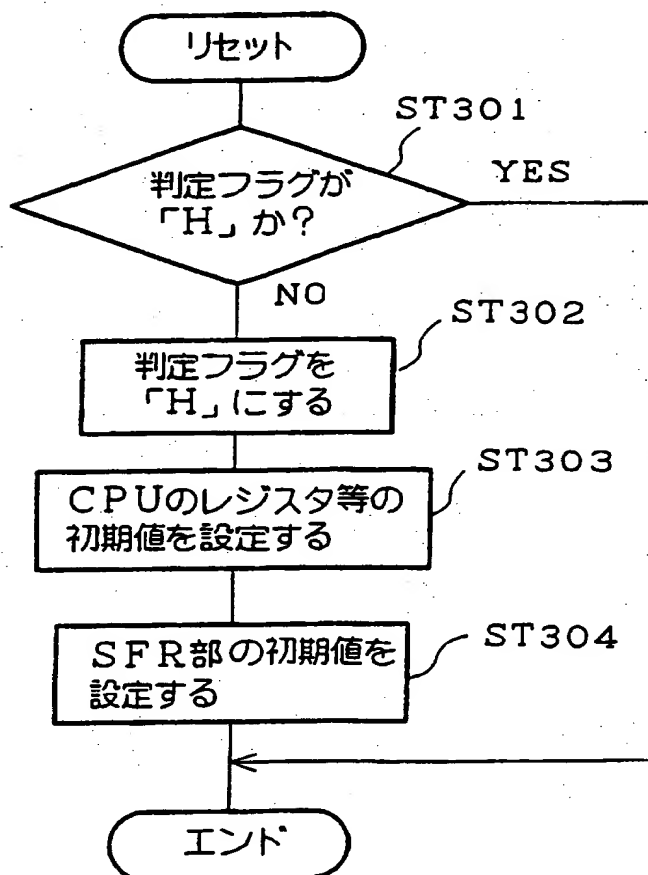 リセット
ST301
判定フラグが
「H」か?
YES
NO
ST302
判定フラグを
「H」にする
ST303
CPUのレジスタ等の
初期値を設定する
ST304
SFR部の初期値を
設定する
エンド